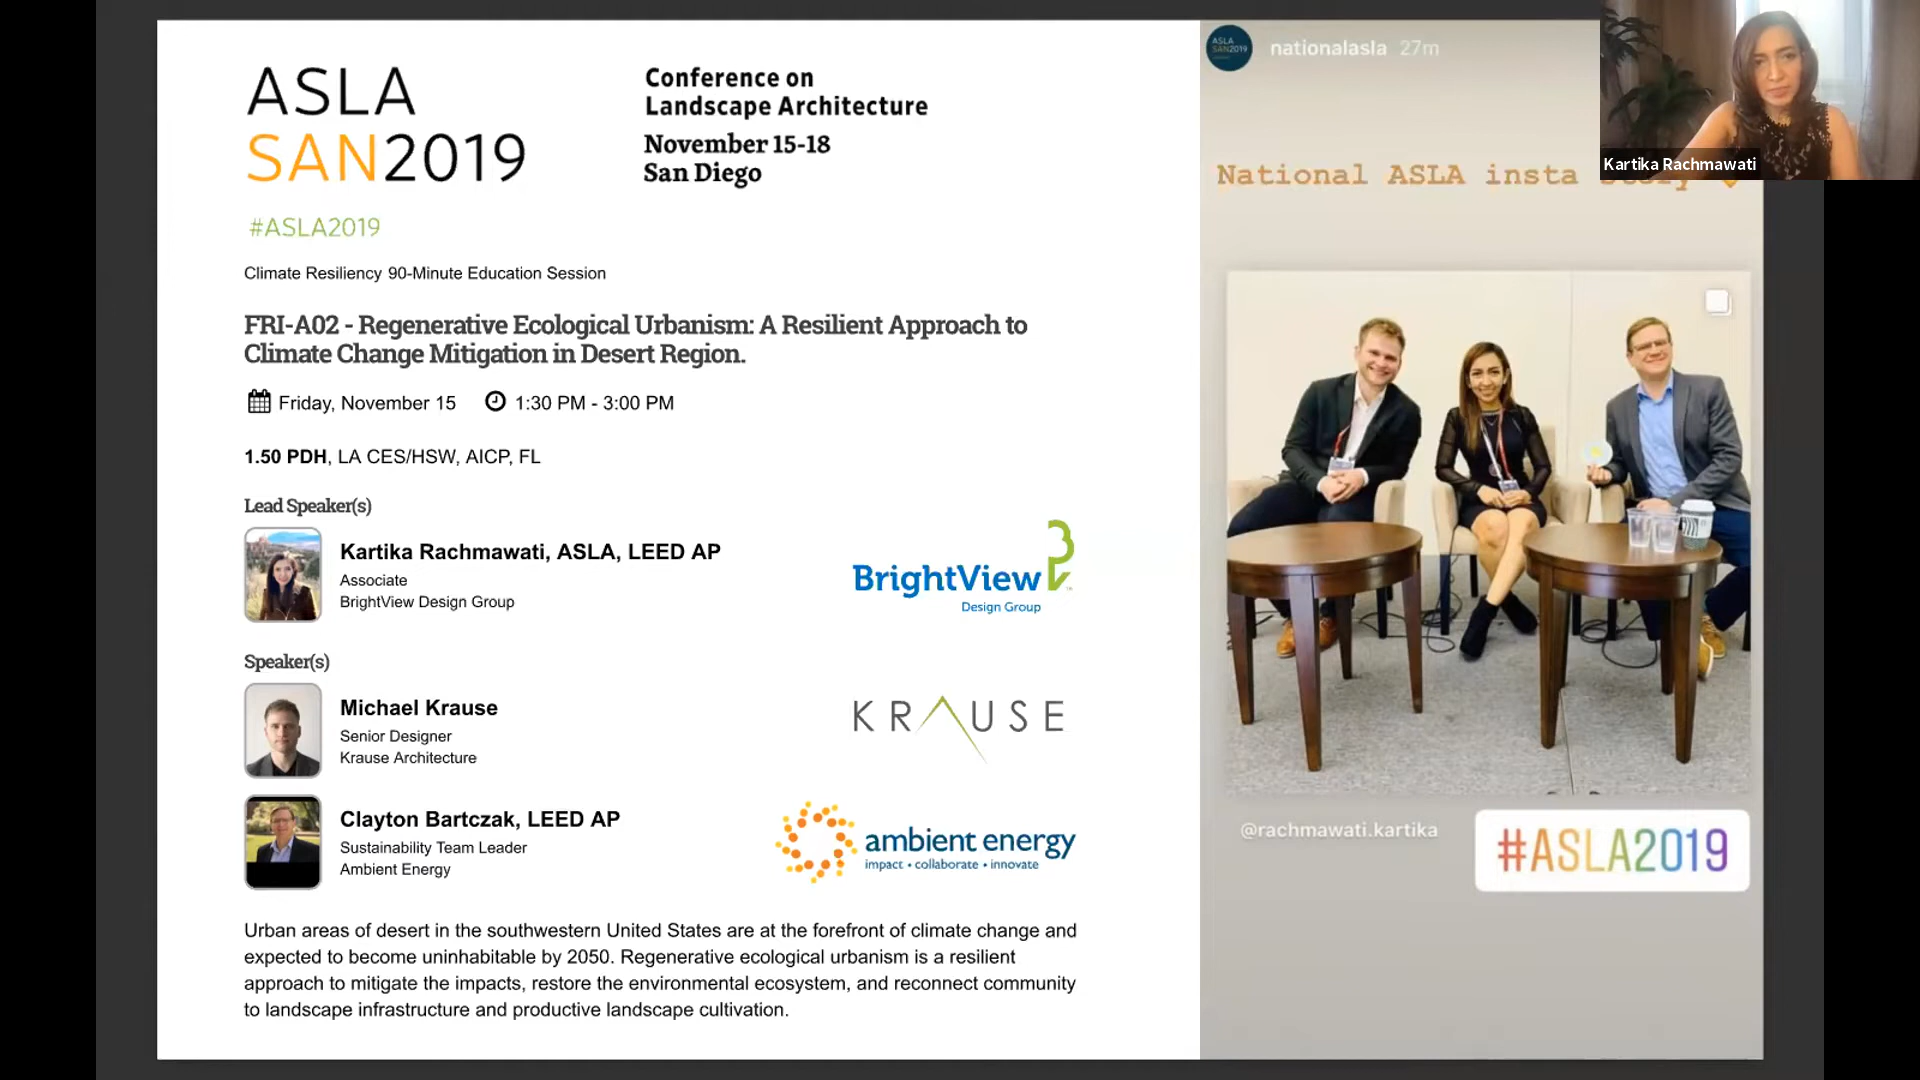 ASLA
SAN2019
#ASLA2019
Conference on
Landscape Architecture
November 15-18
San Diego
Climate Resiliency 90-Minute Education Session
FRI-A02 - Regenerative Ecological Urbanism: A Resilient Approach to
Climate Change Mitigation in Desert Region.
Friday, November 15 1:30 PM - 3:00 PM
1.50 PDH, LA CES/HSW, AICP, FL
Lead Speaker(s)
Kartika Rachmawati, ASLA, LEED AP
Associate
BrightView Design Group
BrightView
Design Group
Speaker(s)
Michael Krause
Senior Designer
Krause Architecture
KRAUSE
Clayton Bartczak, LEED AP
Sustainability Team Leader
Ambient Energy
ambient energy
impact • collaborate • innovate
Urban areas of desert in the southwestern United States are at the forefront of climate change and
expected to become uninhabitable by 2050. Regenerative ecological urbanism is a resilient
approach to mitigate the impacts, restore the environmental ecosystem, and reconnect community
to landscape infrastructure and productive landscape cultivation.
ASLA
SAN2019
nationalasla 27m
National ASLA insta story
@rachmawati.kartika
#ASLA2019
Kartika Rachmawati